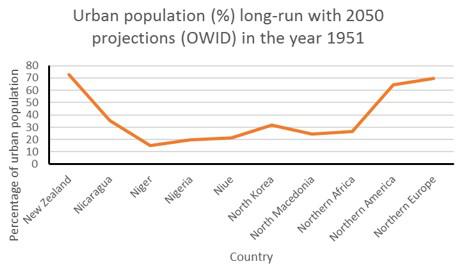 Urban population (%) long-run with 2050
projections (OWID) in the year 1951
Percentage of urban population
80
70
60
50
40
30
20
10
0
New Zealand
Nicaragua
Niger
Nigeria
Niue
North Korea
North Macedonia
Northern Africa
Northern America
Northern Europe
Country